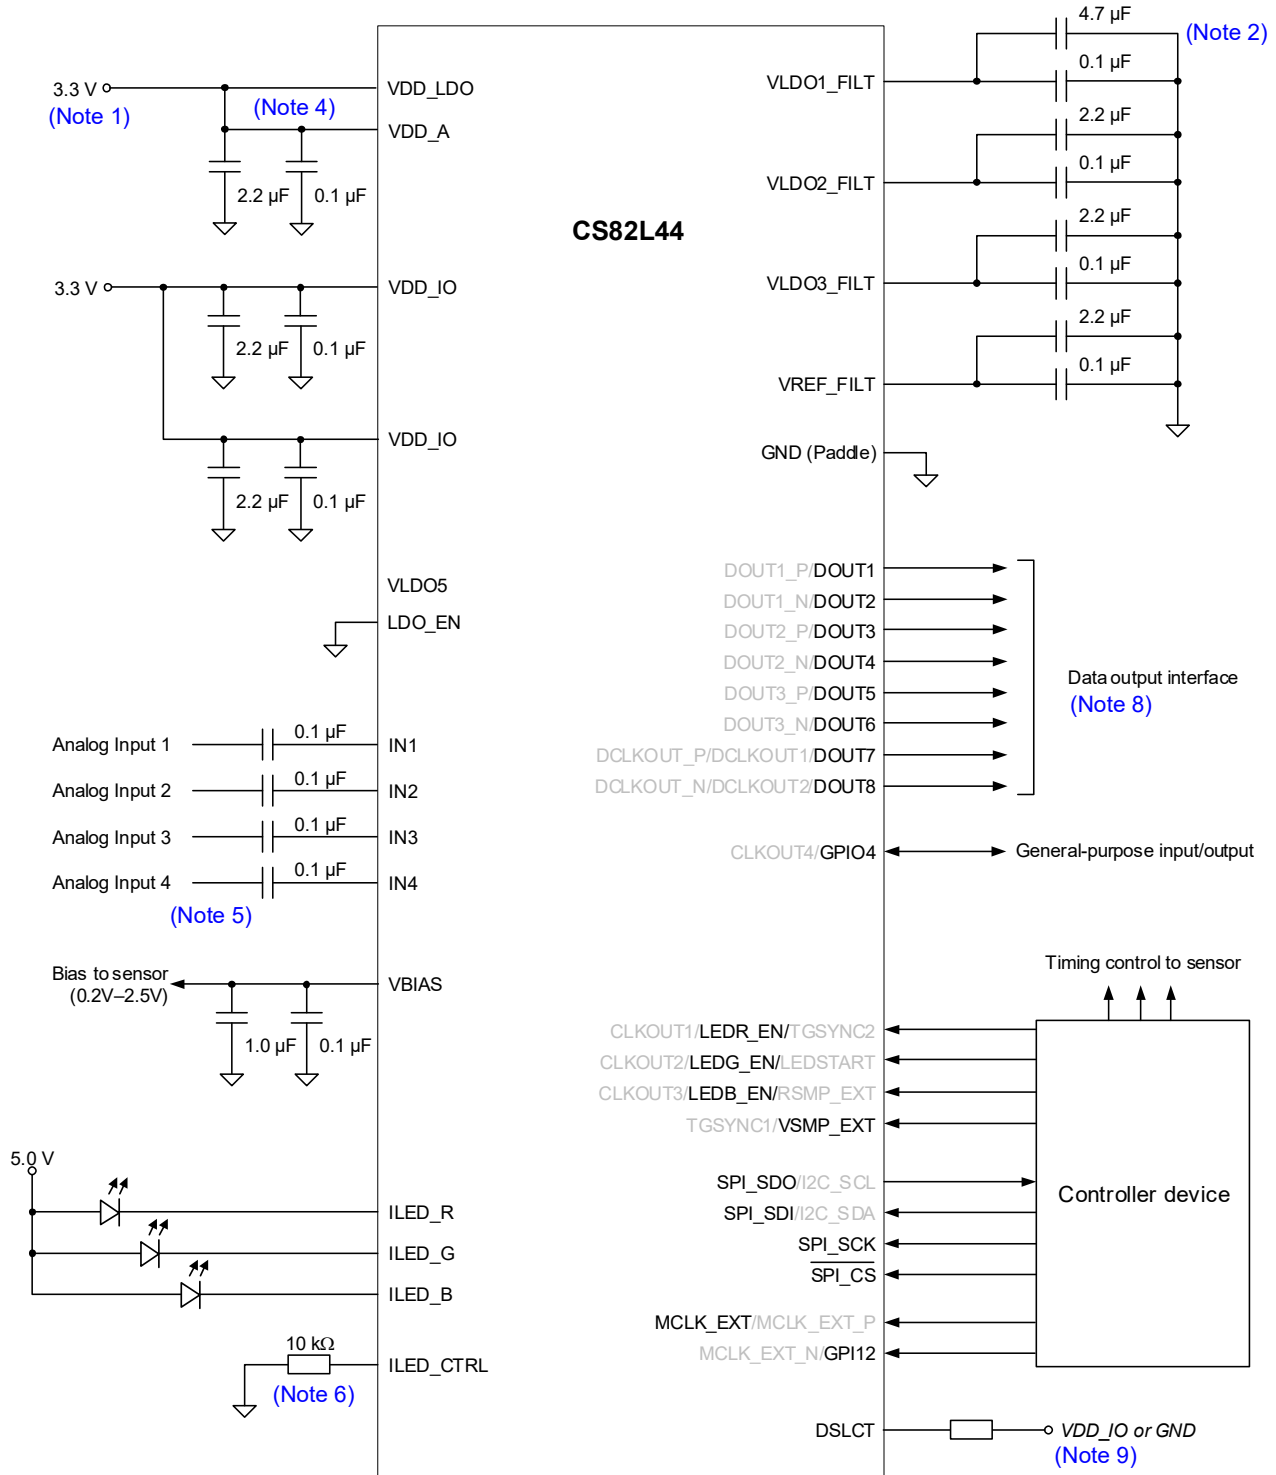 4.7 µF
(Note 2)
0.1 µF
VLDO1_FILT
3.3 V
VDD_LDO
(Note 1)
(Note 4)
VDD_A
2.2 µF
0.1 µF
2.2 µF 0.1 µF
VLDO2_FILT
CS82L44
2.2 µF
0.1 µF
3.3 V
VDD_IO
VLDO3_FILT
2.2 µF 0.1 µF
2.2 µF
0.1 µF
VREF_FILT
VDD_IO
GND (Paddle)
2.2 µF 0.1 µF
DOUT1_P/DOUT1
VLDO5
DOUT1_N/DOUT2
LDO_EN
DOUT2_P/DOUT3
DOUT2_N/DOUT4
Data output interface
DOUT3_P/DOUT5
(Note 8)
DOUT3_N/DOUT6
0.1 µF
Analog Input 1
IN1
DCLKOUT_P/DCLKOUT1/DOUT7
0.1 µF
Analog Input 2
IN2
DCLKOUT_N/DCLKOUT2/DOUT8
0.1 µF
Analog Input 3
IN3
CLKOUT4/GPIO4
General-purpose input/output
0.1 µF
Analog Input 4
IN4
(Note 5)
Timing control to sensor
Bias to sensor
(0.2V–2.5V)
VBIAS
CLKOUT1/LEDR_EN/TGSYNC2
1.0 µF 0.1 µF
CLKOUT2/LEDG_EN/LEDSTART
CLKOUT3/LEDB_EN/RSMP_EXT
TGSYNC1/VSMP_EXT
5.0 V
SPI_SDO/I2C_SCL
Controller device
ILED_R
SPI_SDI/I2C_SDA
ILED_G
SPI_SCK
SPI_CS
ILED_B
MCLK_EXT/MCLK_EXT_P
10 kΩ
MCLK_EXT_N/GPI12
ILED_CTRL
(Note 6)
DSLCT
VDD_IO or GND
(Note 9)